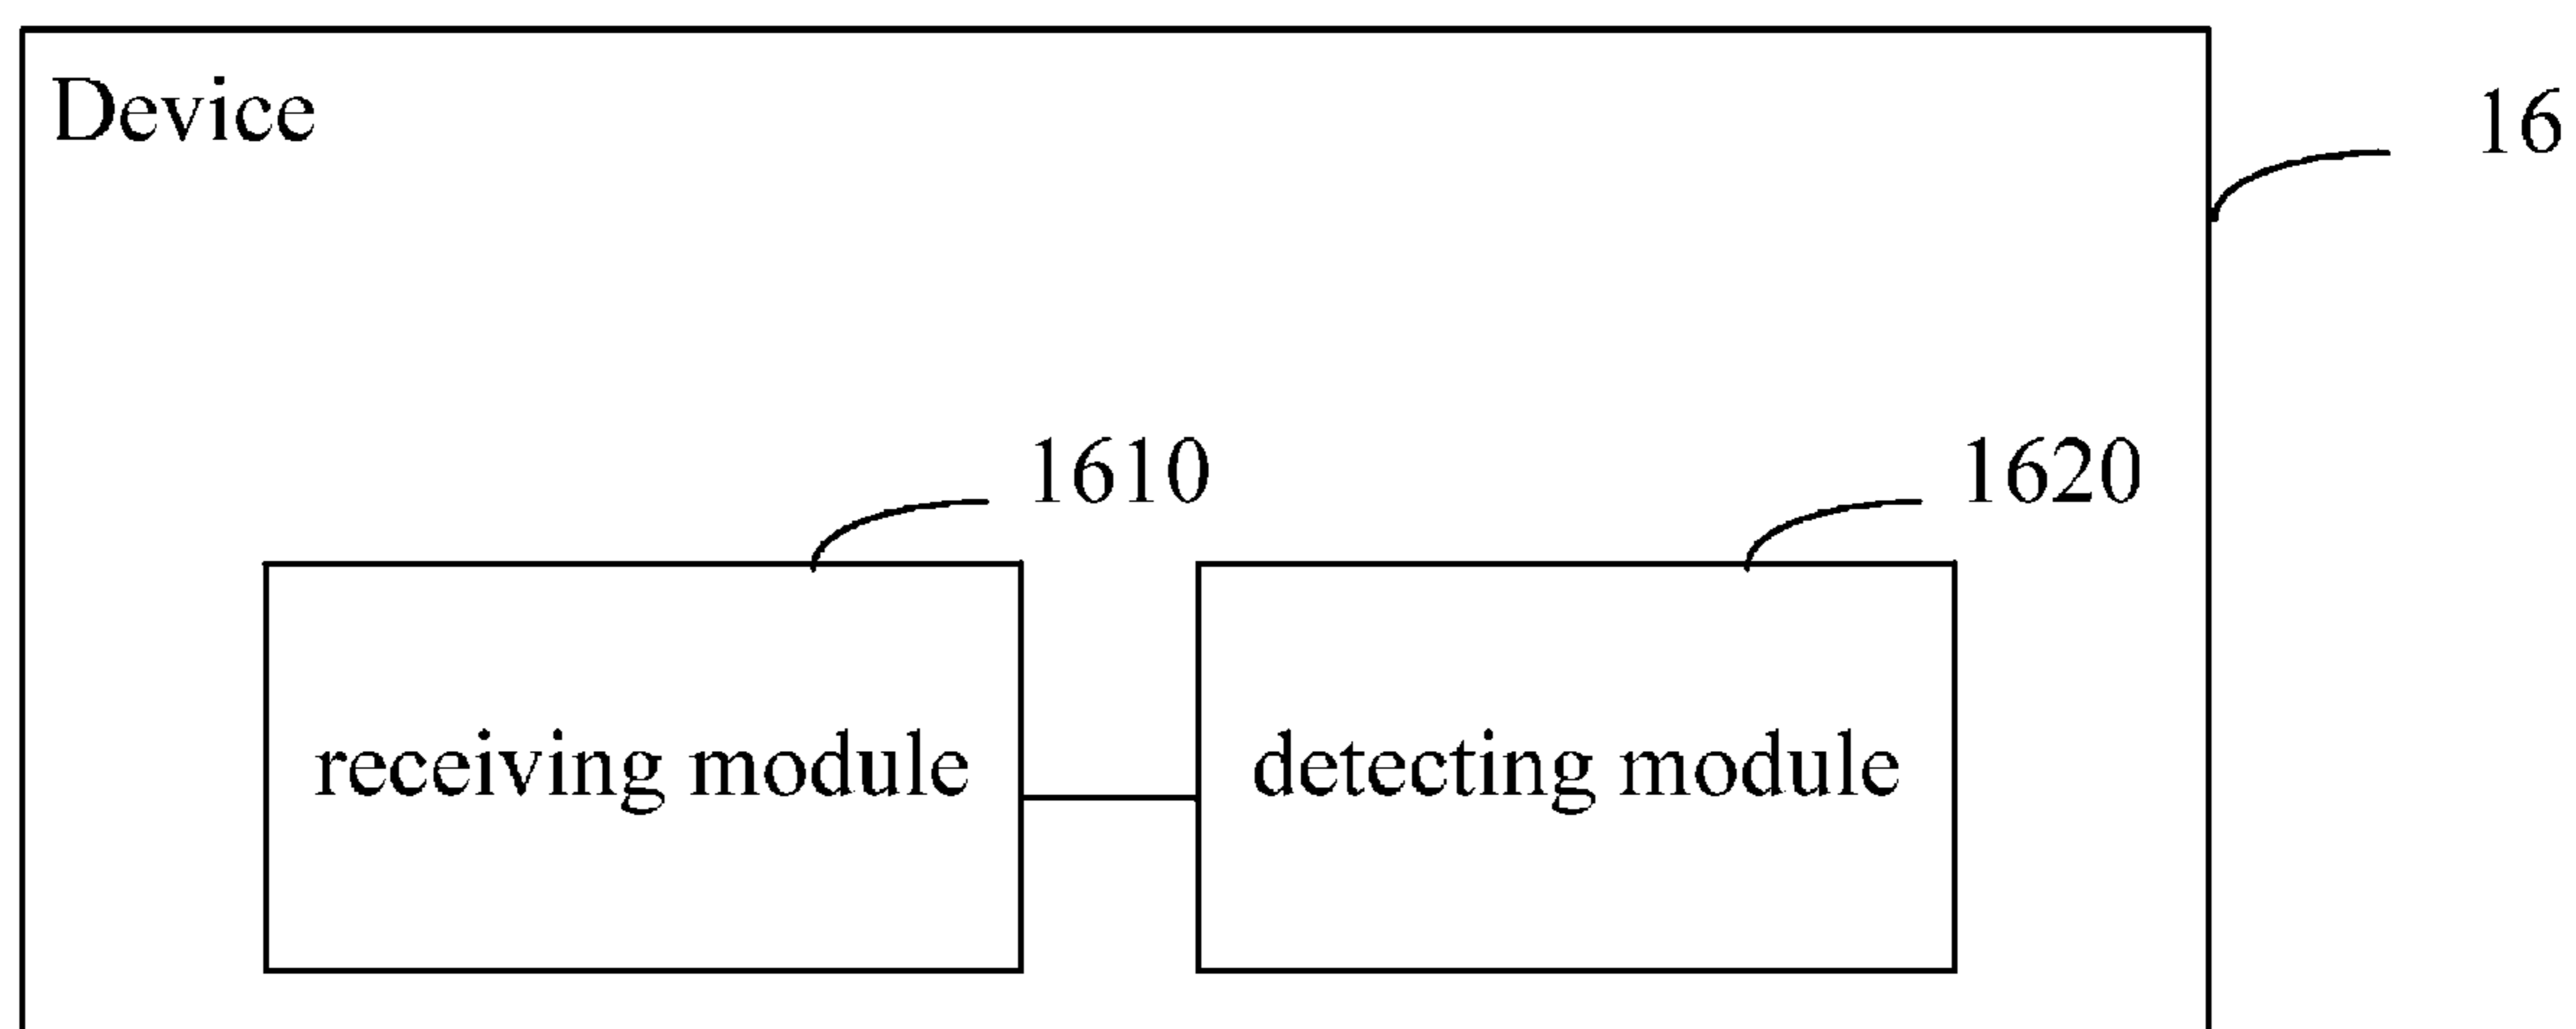 Device
16
1610
1620
receiving module
detecting module